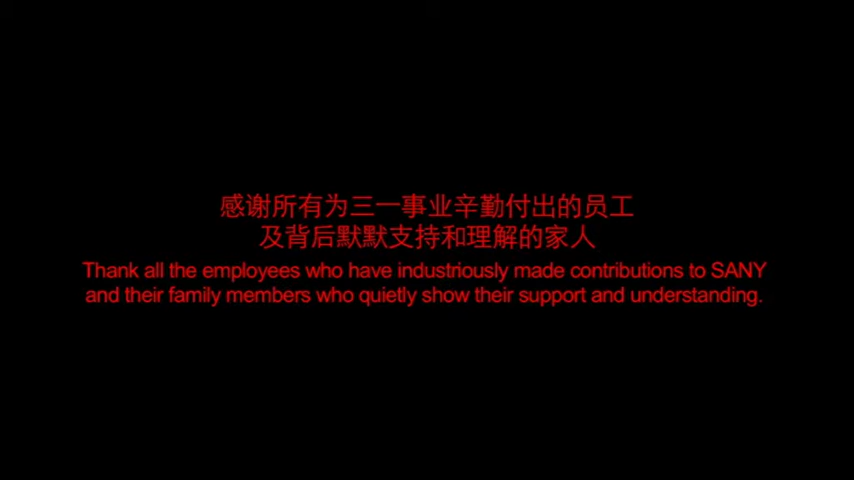 感谢所有为三一事业辛勤付出的员工
及背后默默支持和理解的家人
Thank all the employees who have industriously made contributions to SANY
and their family members who quietly show their support and understanding.